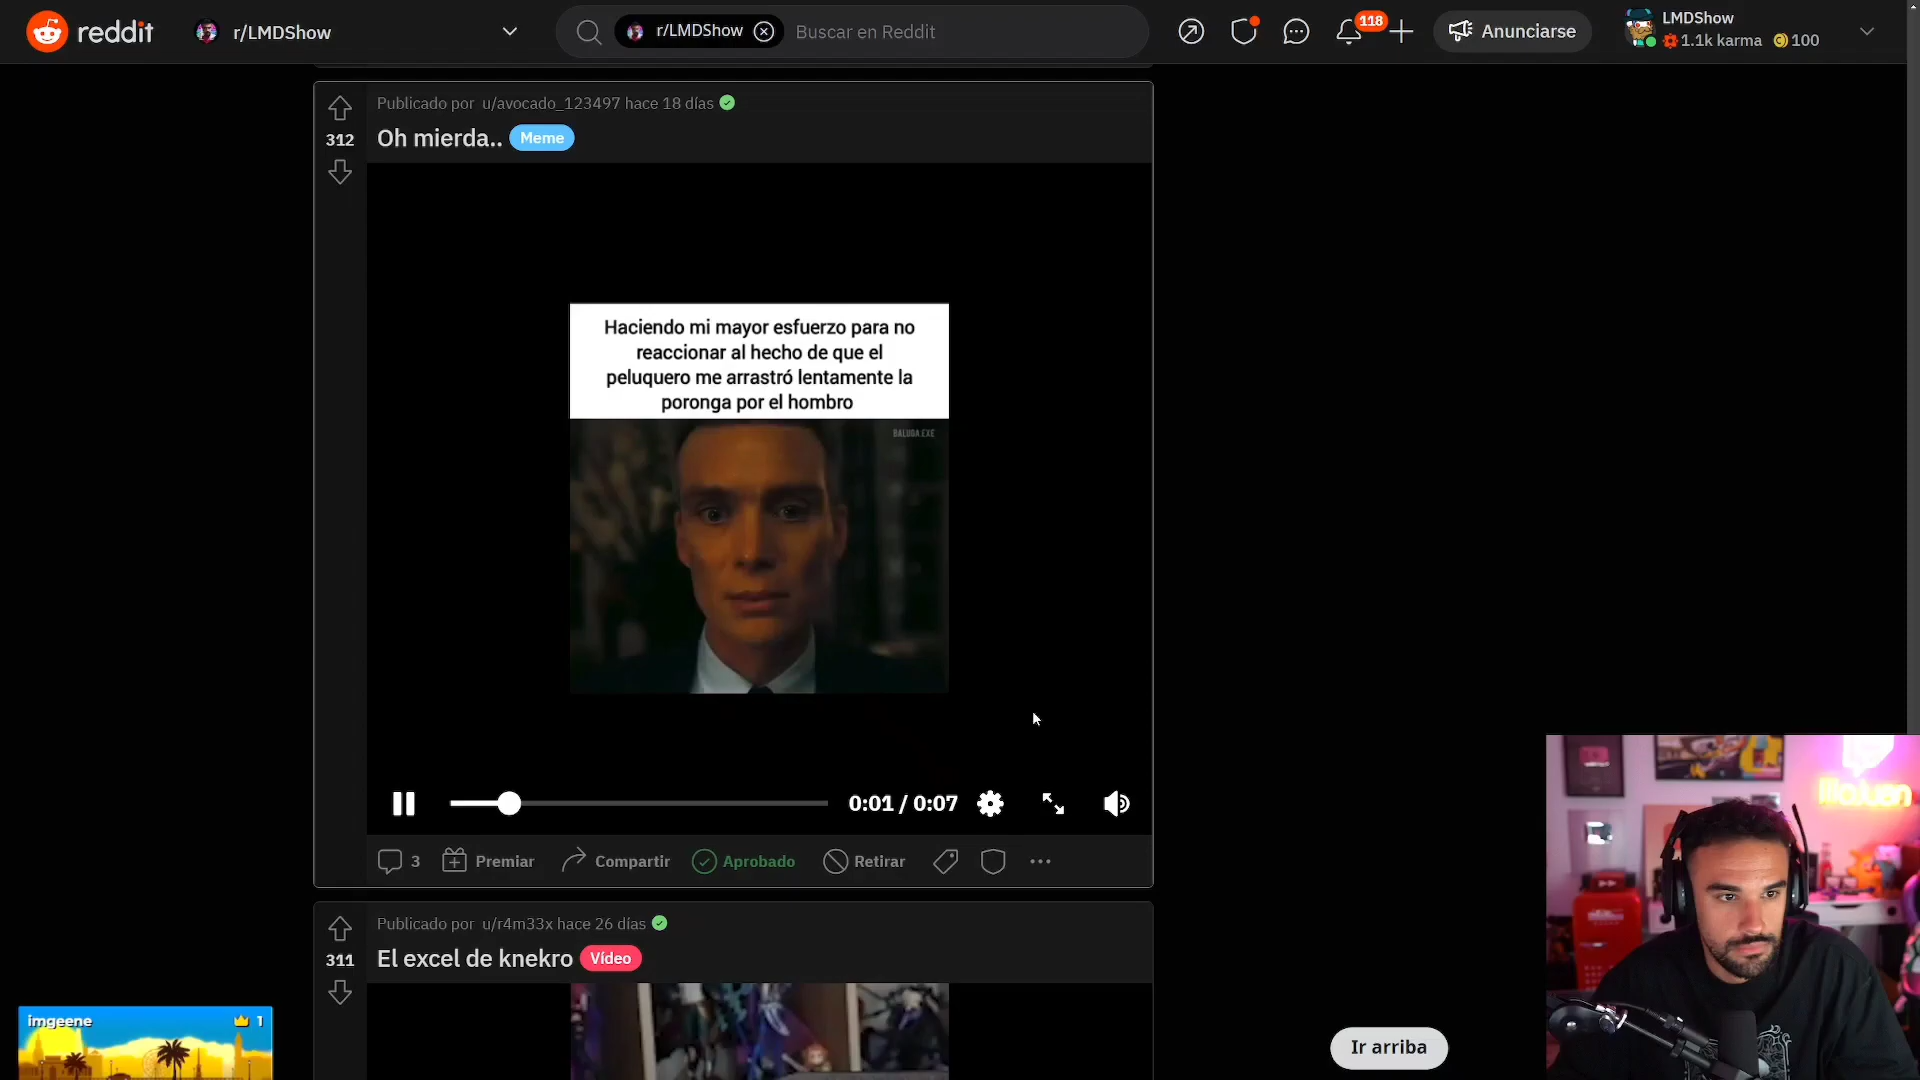 reddit
r/LMDShow
r/LMDShow
Buscar en Reddit
118
Anunciarse
LMDShow
1.1k karma
100
Publicado por u/avocado_123497 hace 18 días
312
Oh mierda..
Meme
Haciendo mi mayor esfuerzo para no
reaccionar al hecho de que el
peluquero me arrastró lentamente la
poronga por el hombro
BALUGA.EXE
0:01 / 0:07
3
Premiar
Compartir
Aprobado
Retirar
Publicado por u/r4m33x hace 26 días
311
El excel de knekro
Vídeo
imgeene
1
Ir arriba